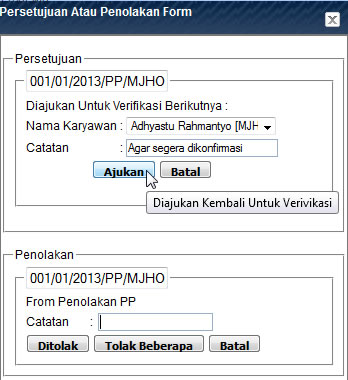 Persetujuan Atau Penolakan Form
Persetujuan
001/01/2013/PP/MJHO
Diajukan Untuk Verifikasi Berikutnya :
Nama Karyawan : Adhyastu Rahmantyo [MJH
Catatan : Agar segera dikonfirmasi
Ajukan Batal
Diajukan Kembali Untuk Verivikasi
Penolakan
001/01/2013/PP/MJHO
From Penolakan PP
Catatan :
Ditolak Tolak Beberapa Batal